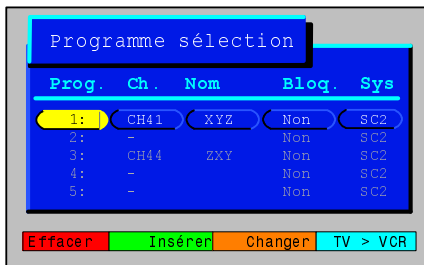 Programme sélection
Prog. Ch. Nom Bloq. Sys
1: CH41 XYZ Non SC2
2: - Non SC2
3: CH44 ZXY Non SC2
4: - Non SC2
5: - Non SC2
Effacer Insérer Changer TV > VCR